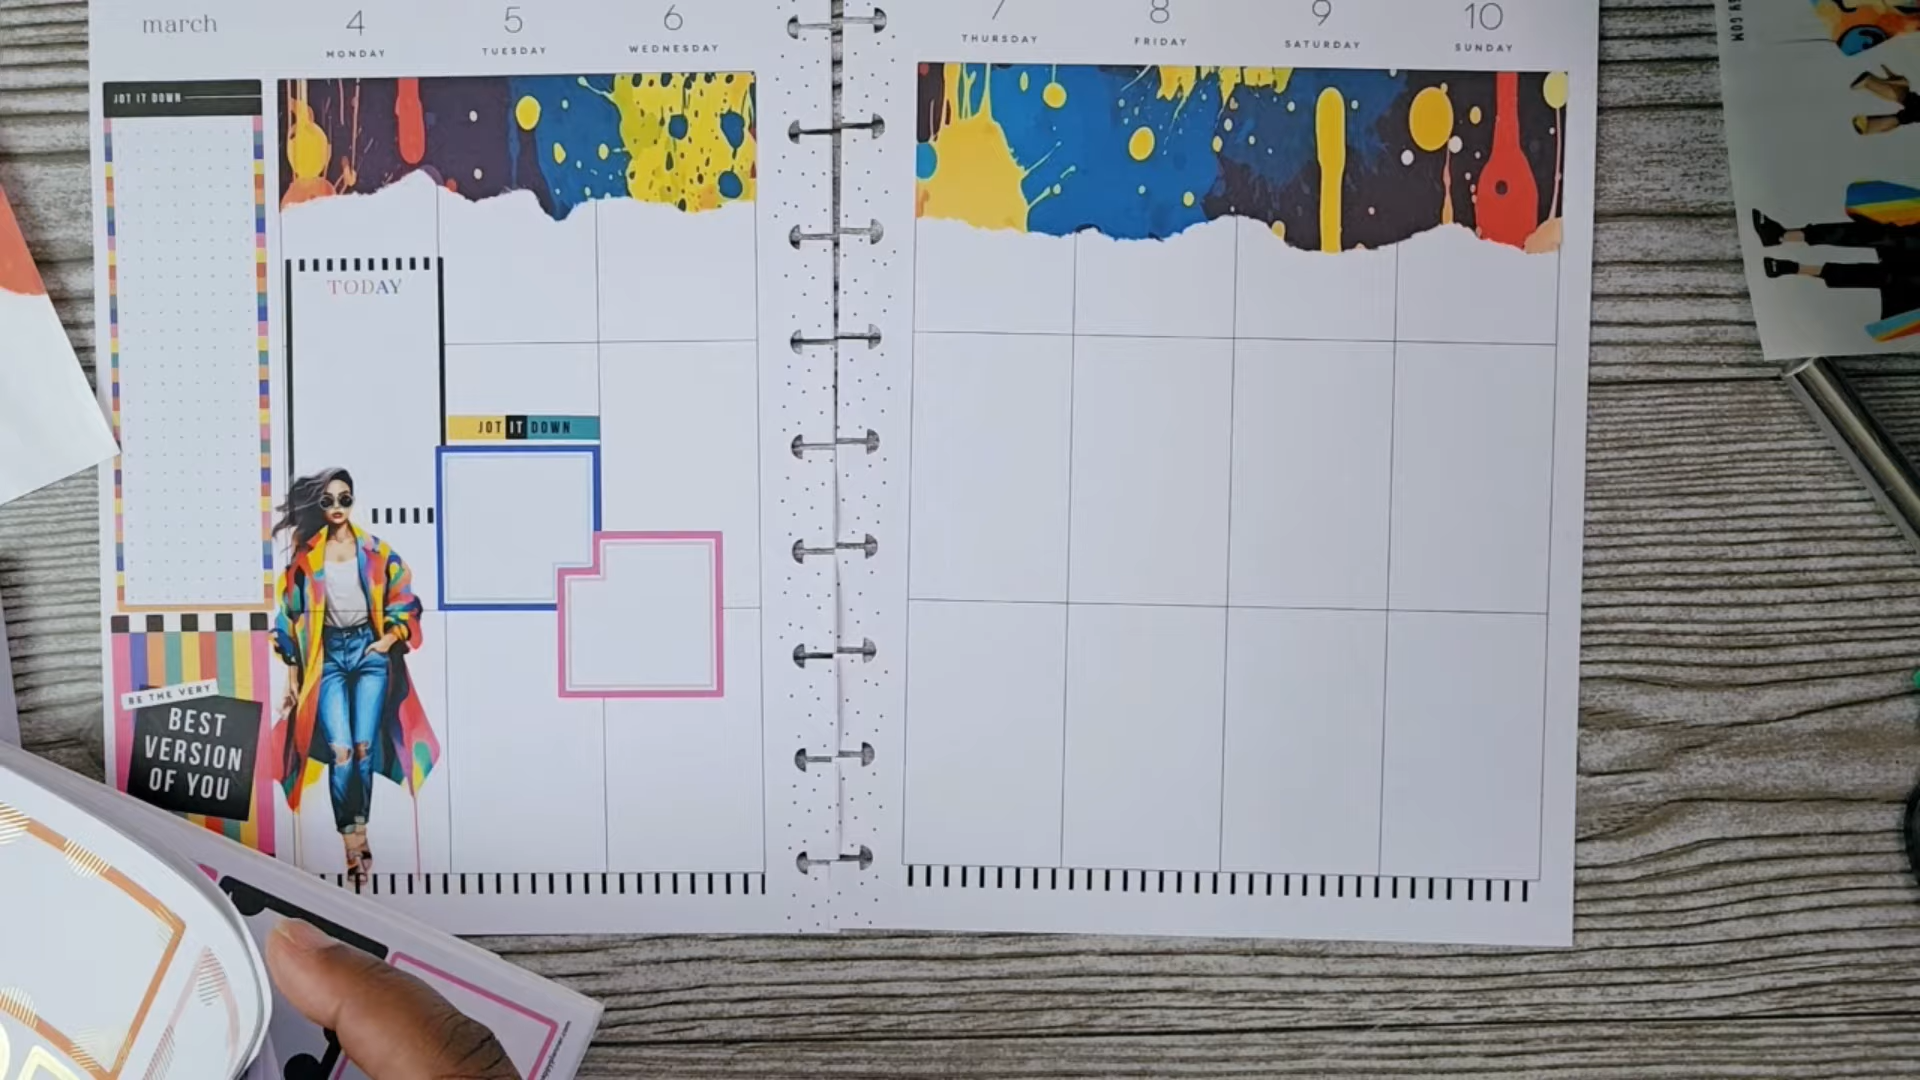 march
4
MONDAY
5
TUESDAY
6
WEDNESDAY
7
THURSDAY
8
FRIDAY
9
SATURDAY
10
SUNDAY
JOT IT DOWN
TODAY
JOT IT DOWN
BE THE VERY
BEST
VERSION
OF YOU